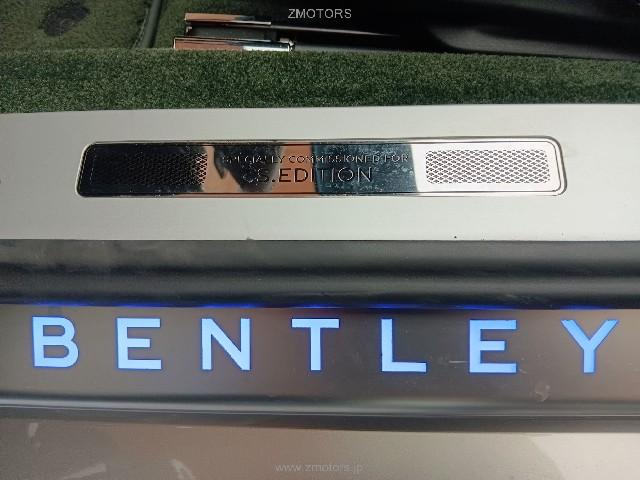 ZMOTORS
SPECIALLY COMMISSIONED FOR
CS.EDITION
BENTLEY
www.zmotors.jp